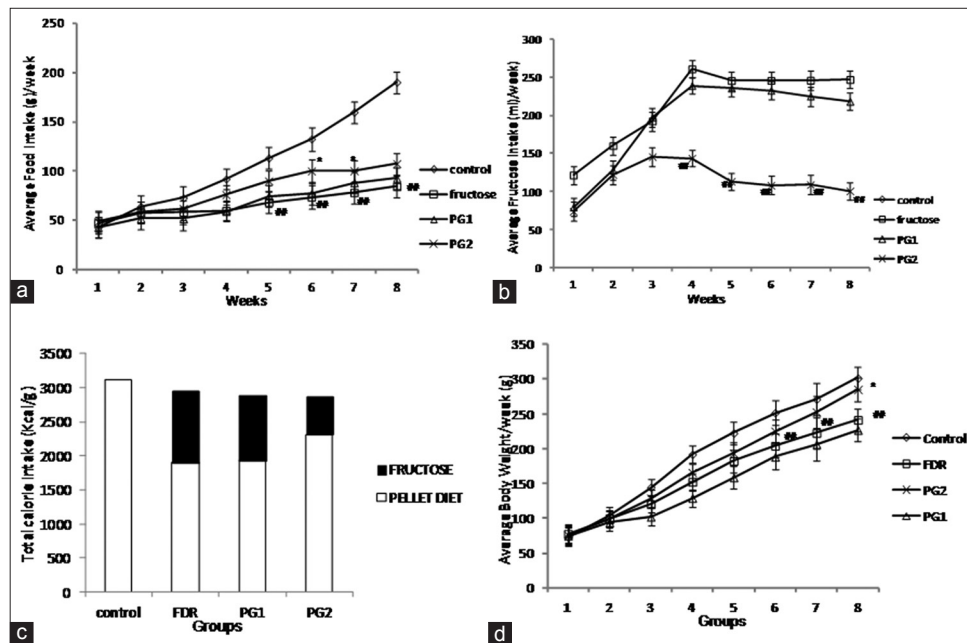 Average Food Intake (g)/week
250
200
150
100
50
0
1 2 3 4 5 6 7 8
Weeks
* *
## ## ## ##
control
fructose
PG1
PG2
a
Average Fructose Intake (ml)/week)
300
250
200
150
100
50
0
1 2 3 4 5 6 7 8
Weeks
## ## ## ## ##
control
fructose
PG1
PG2
b
Total calorie Intake (Kcal/g)
3500
3000
2500
2000
1500
1000
500
0
control FDR PG1 PG2
Groups
FRUCTOSE
PELLET DIET
c
Average Body Weight/week (g)
350
300
250
200
150
100
50
0
1 2 3 4 5 6 7 8
Groups
*
## ## ##
Control
FDR
PG2
PG1
d